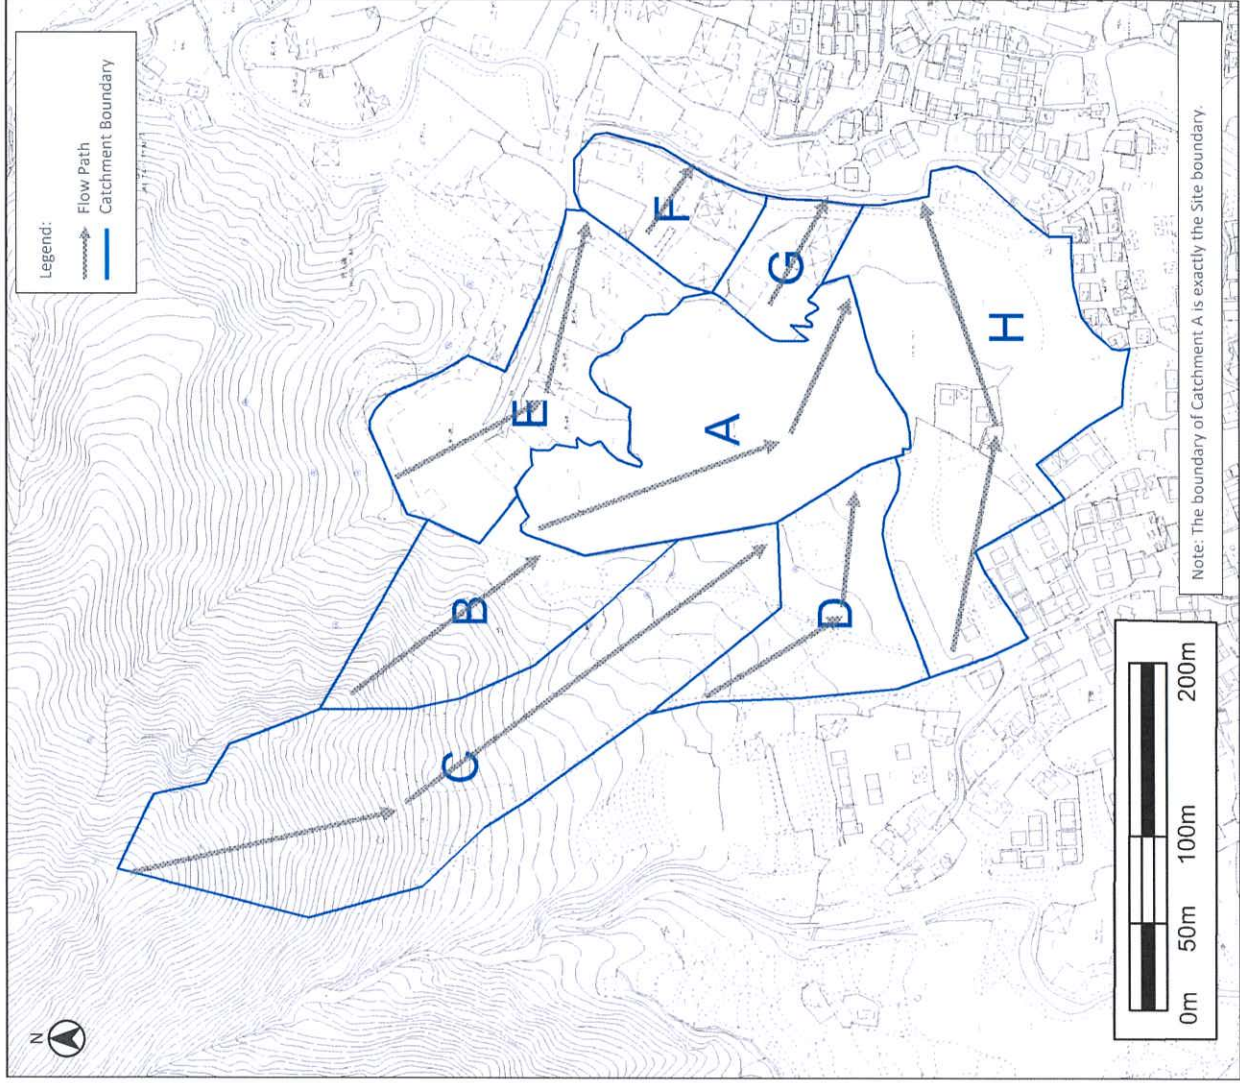 Legend:
Flow Path
Catchment Boundary
N
F
E
G
A
H
B
D
C
0m
50m
100m
200m
Note: The boundary of Catchment A is exactly the Site boundary.